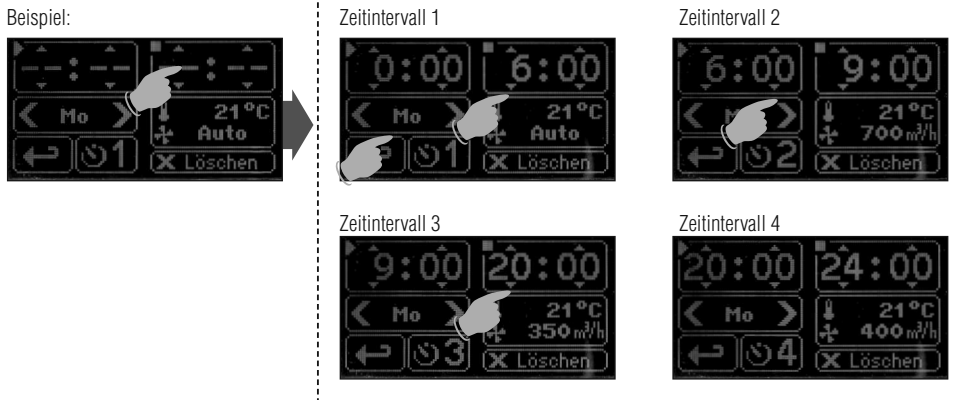 Beispiel:
--:-- --:--
Mo 21°C
Auto
1 X Löschen
Zeitintervall 1
0:00 6:00
Mo 21°C
Auto
1 X Löschen
Zeitintervall 2
6:00 9:00
21°C
700 m³/h
2 X Löschen
Zeitintervall 3
9:00 20:00
Mo 21°C
350 m³/h
3 X Löschen
Zeitintervall 4
20:00 24:00
Mo 21°C
400 m³/h
4 X Löschen